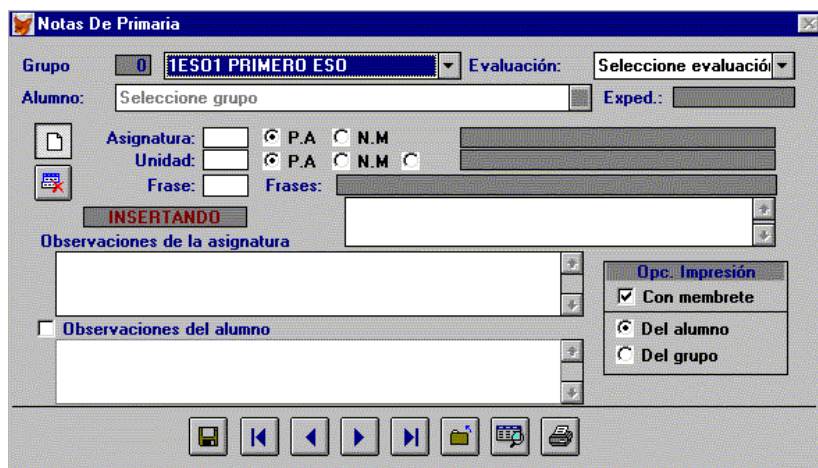 Notas De Primaria
Grupo 0 1ESO1 PRIMERO ESO Evaluación: Seleccione evaluación
Alumno: Seleccione grupo Exped.:
Asignatura: P.A N.M
Unidad: P.A N.M
Frase: Frases:
INSERTANDO
Observaciones de la asignatura
Opc. Impresión
Con membrete
Observaciones del alumno
Del alumno
Del grupo